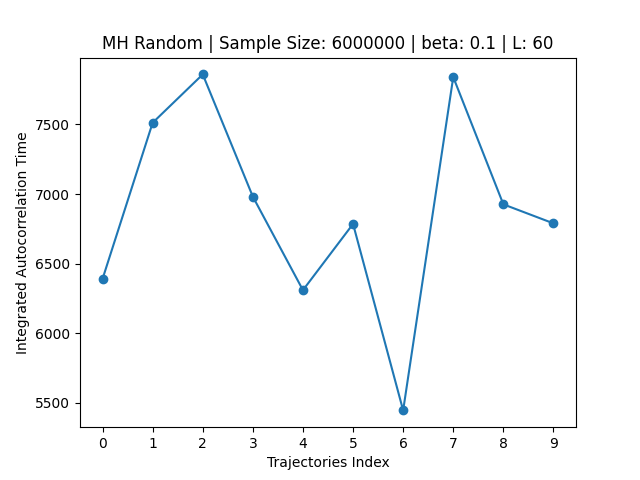 MH Random | Sample Size: 6000000 | beta: 0.1 | L: 60
Integrated Autocorrelation Time
7500
7000
6500
6000
5500
0 1 2 3 4 5 6 7 8 9
Trajectories Index